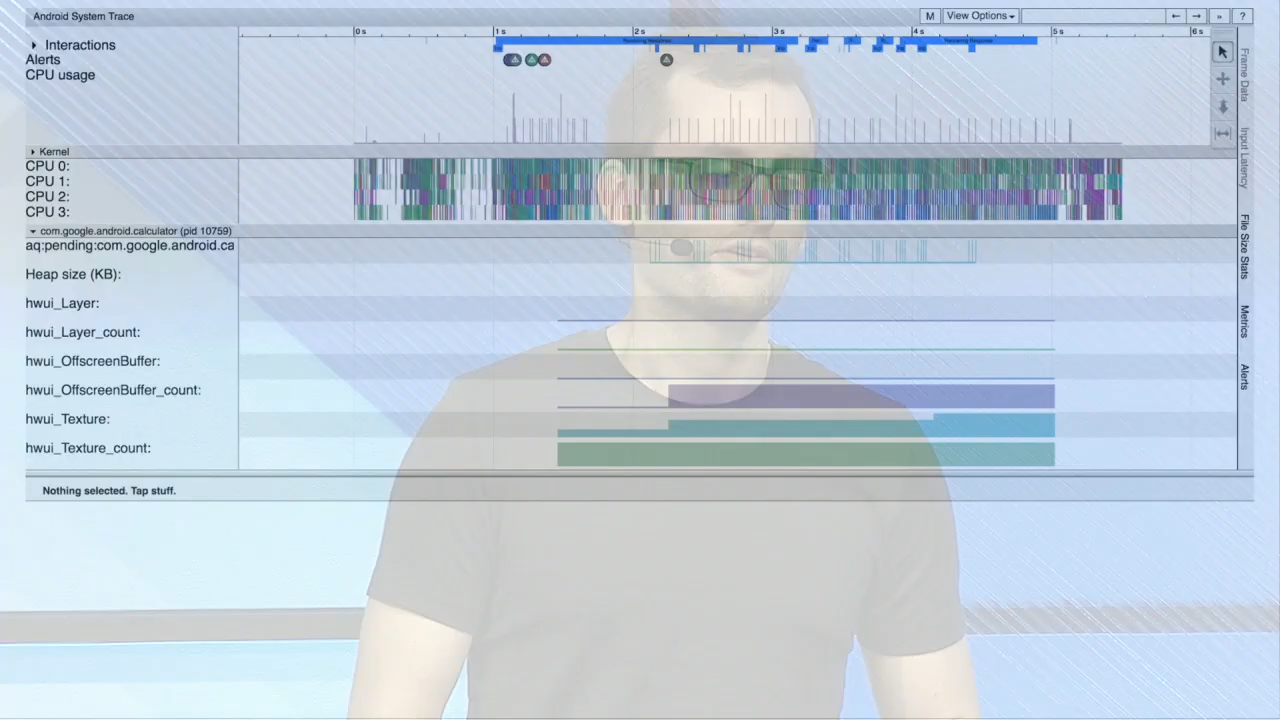 Android System Trace
M View Options ← → » ?
0 s 1 s 2 s 3 s 4 s 5 s 6 s
Interactions
Alerts
CPU usage
Kernel
CPU 0:
CPU 1:
CPU 2:
CPU 3:
com.google.android.calculator (pid 10759)
aq:pending:com.google.android.ca
Heap size (KB):
hwui_Layer:
hwui_Layer_count:
hwui_OffscreenBuffer:
hwui_OffscreenBuffer_count:
hwui_Texture:
hwui_Texture_count:
Nothing selected. Tap stuff.
Frame Data
Input Latency
File Size Stats
Metrics
Alerts